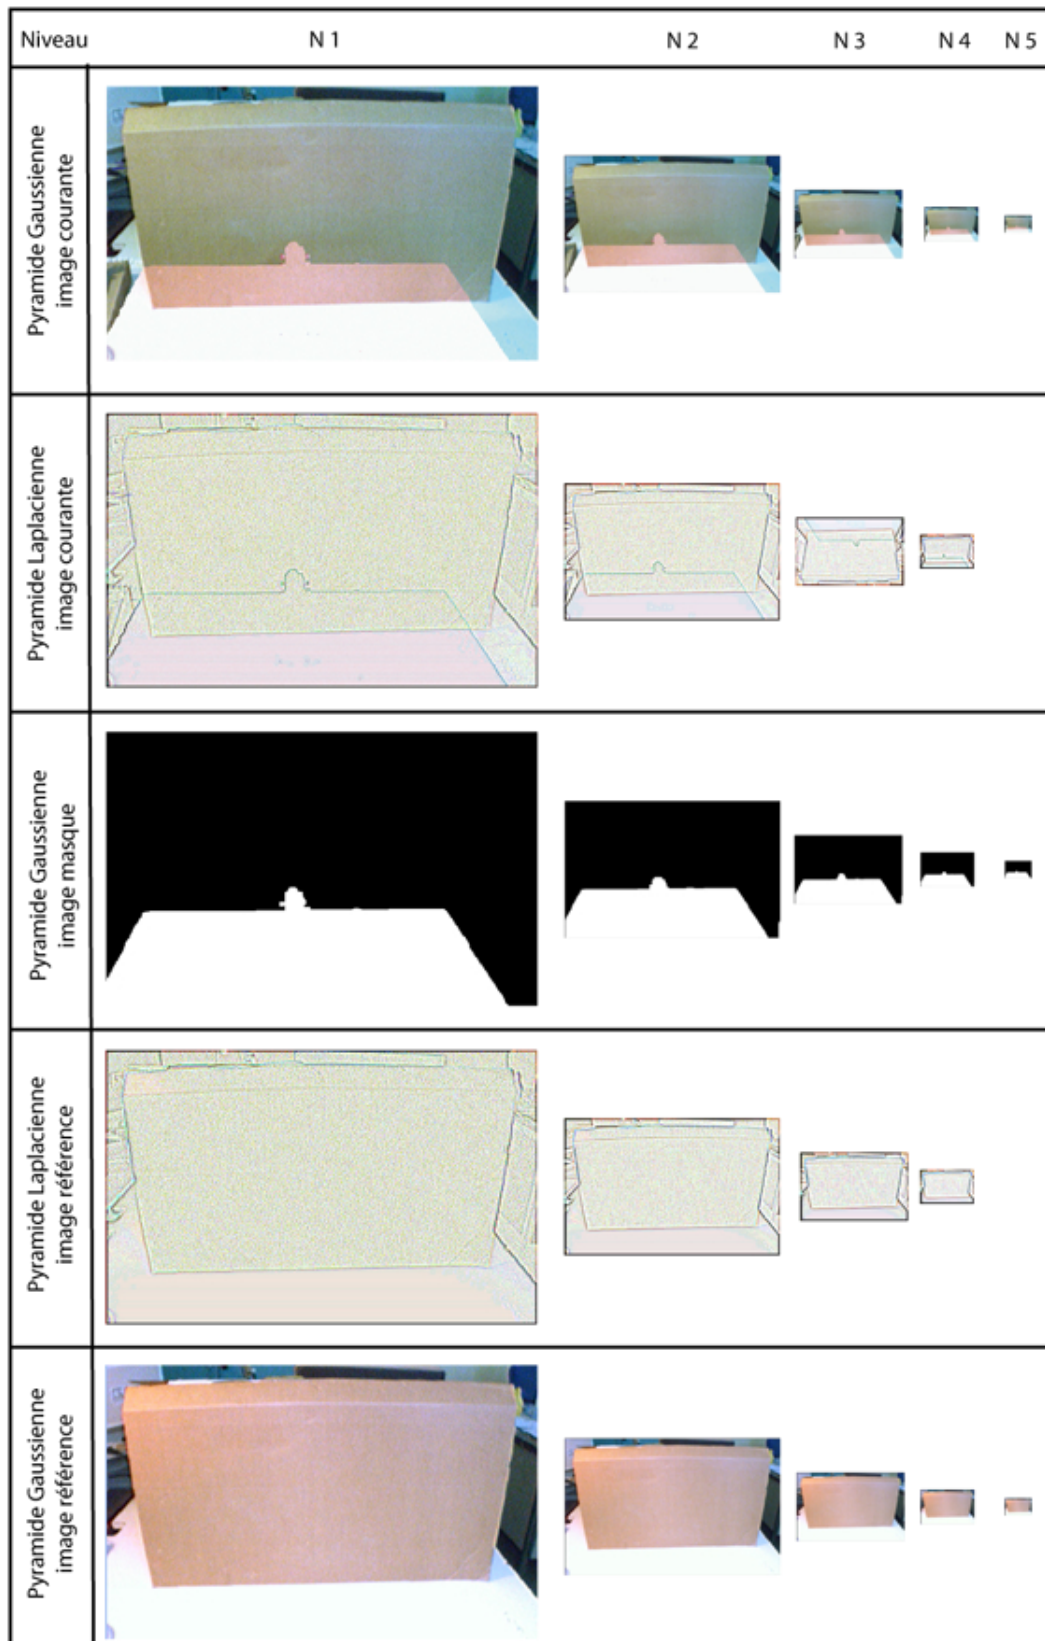 Niveau
N 1
N 2
N 3
N 4
N 5
Pyramide Gaussienne
image courante
Pyramide Laplacienne
image courante
Pyramide Gaussienne
image masque
Pyramide Laplacienne
image référence
Pyramide Gaussienne
image référence